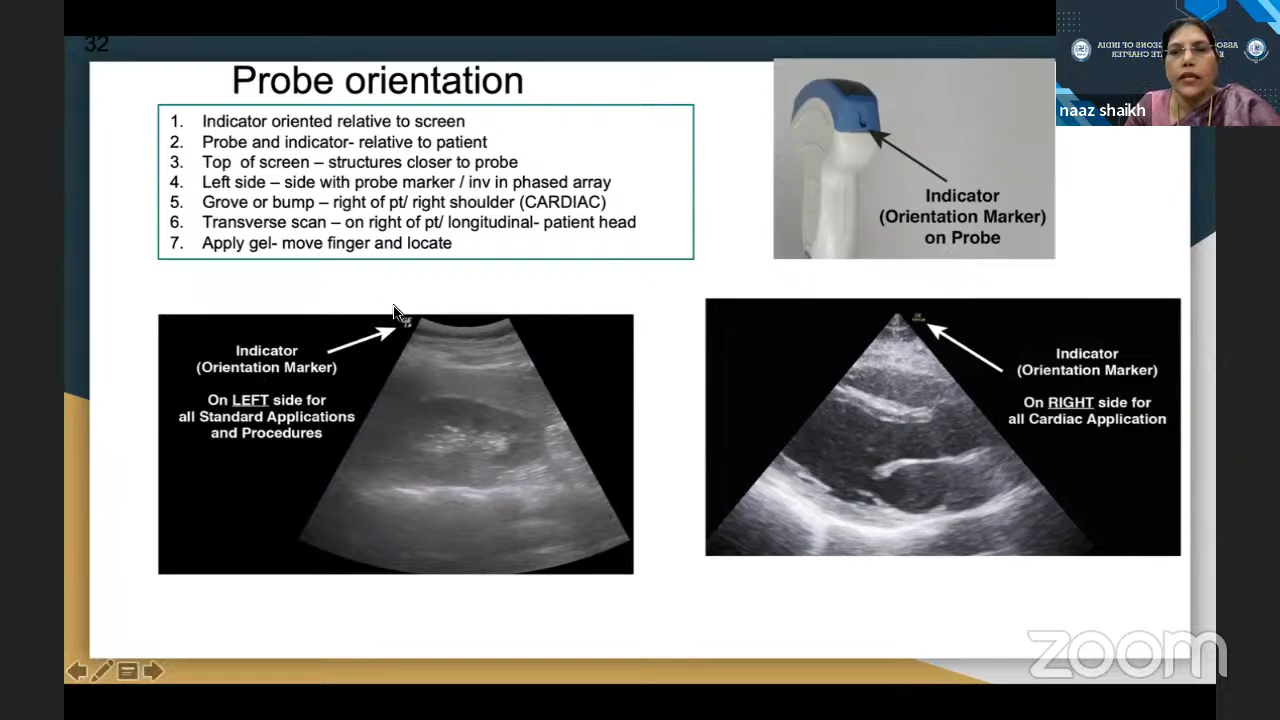 32
Probe orientation
1. Indicator oriented relative to screen
2. Probe and indicator- relative to patient
3. Top of screen – structures closer to probe
4. Left side – side with probe marker / inv in phased array
5. Grove or bump – right of pt/ right shoulder (CARDIAC)
6. Transverse scan – on right of pt/ longitudinal- patient head
7. Apply gel- move finger and locate
Indicator
(Orientation Marker)
on Probe
naaz shaikh
Indicator
(Orientation Marker)
On LEFT side for
all Standard Applications
and Procedures
Indicator
(Orientation Marker)
On RIGHT side for
all Cardiac Application
zoom